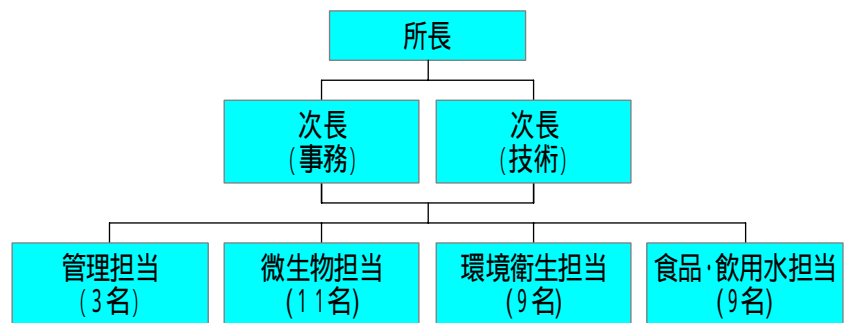 所長
次長
(事務)
次長
(技術)
管理担当
(3名)
微生物担当
(11名)
環境衛生担当
(9名)
食品・飲用水担当
(9名)